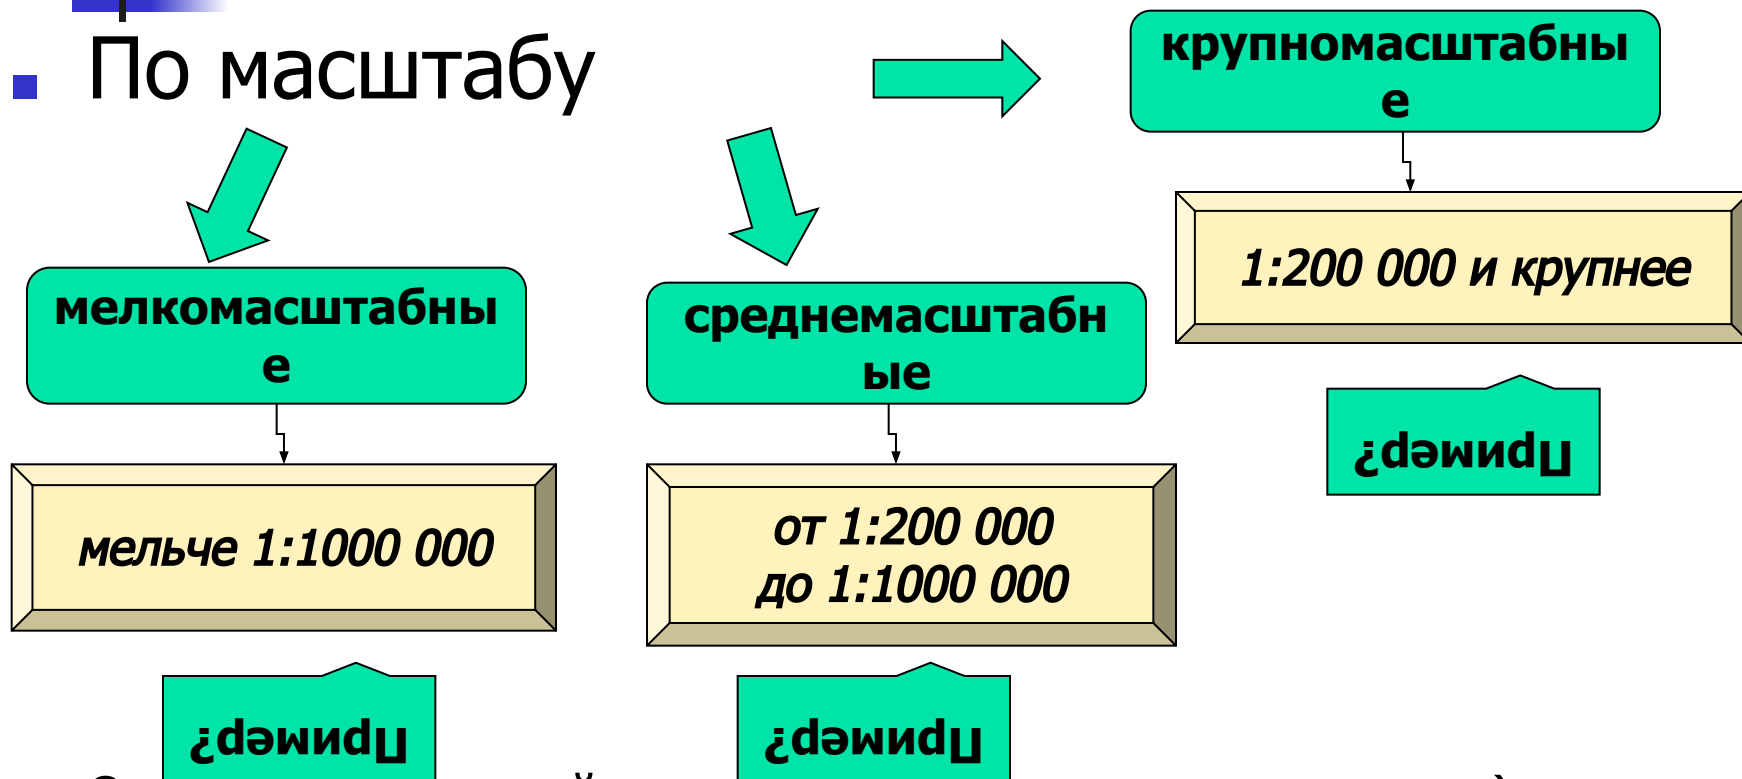 По масштабу
крупномасштабны
е
1:200 000 и крупнее
Пример?
мелкомасштабны
е
мельче 1:1000 000
Пример?
среднемасштабн
ые
от 1:200 000
до 1:1000 000
Пример?